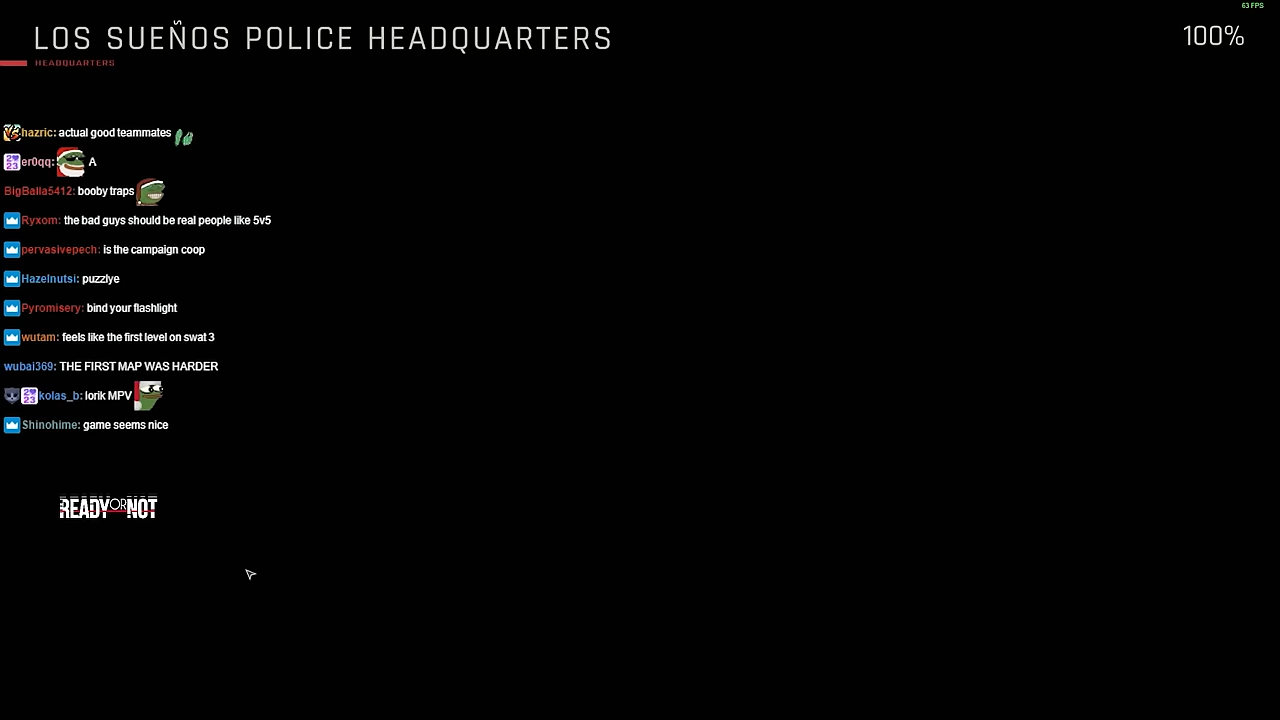 63 FPS
LOS SUEÑOS POLICE HEADQUARTERS
100%
HEADQUARTERS
hazric: actual good teammates
er0qq: A
BigBalla5412: booby traps
Ryxom: the bad guys should be real people like 5v5
pervasivepech: is the campaign coop
Hazelnutsi: puzzlye
Pyromisery: bind your flashlight
wutam: feels like the first level on swat 3
wubai369: THE FIRST MAP WAS HARDER
kolas_b: lorik MPV
Shinohime: game seems nice
READY OR NOT